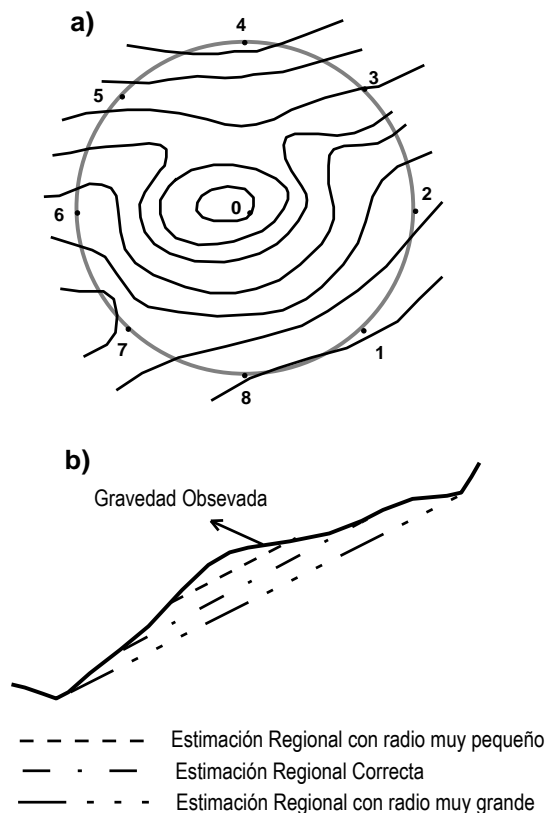 a)
4
3
5
2
6
0
7
1
8
b)
Gravedad Obsevada
Estimación Regional con radio muy pequeño
Estimación Regional Correcta
Estimación Regional con radio muy grande